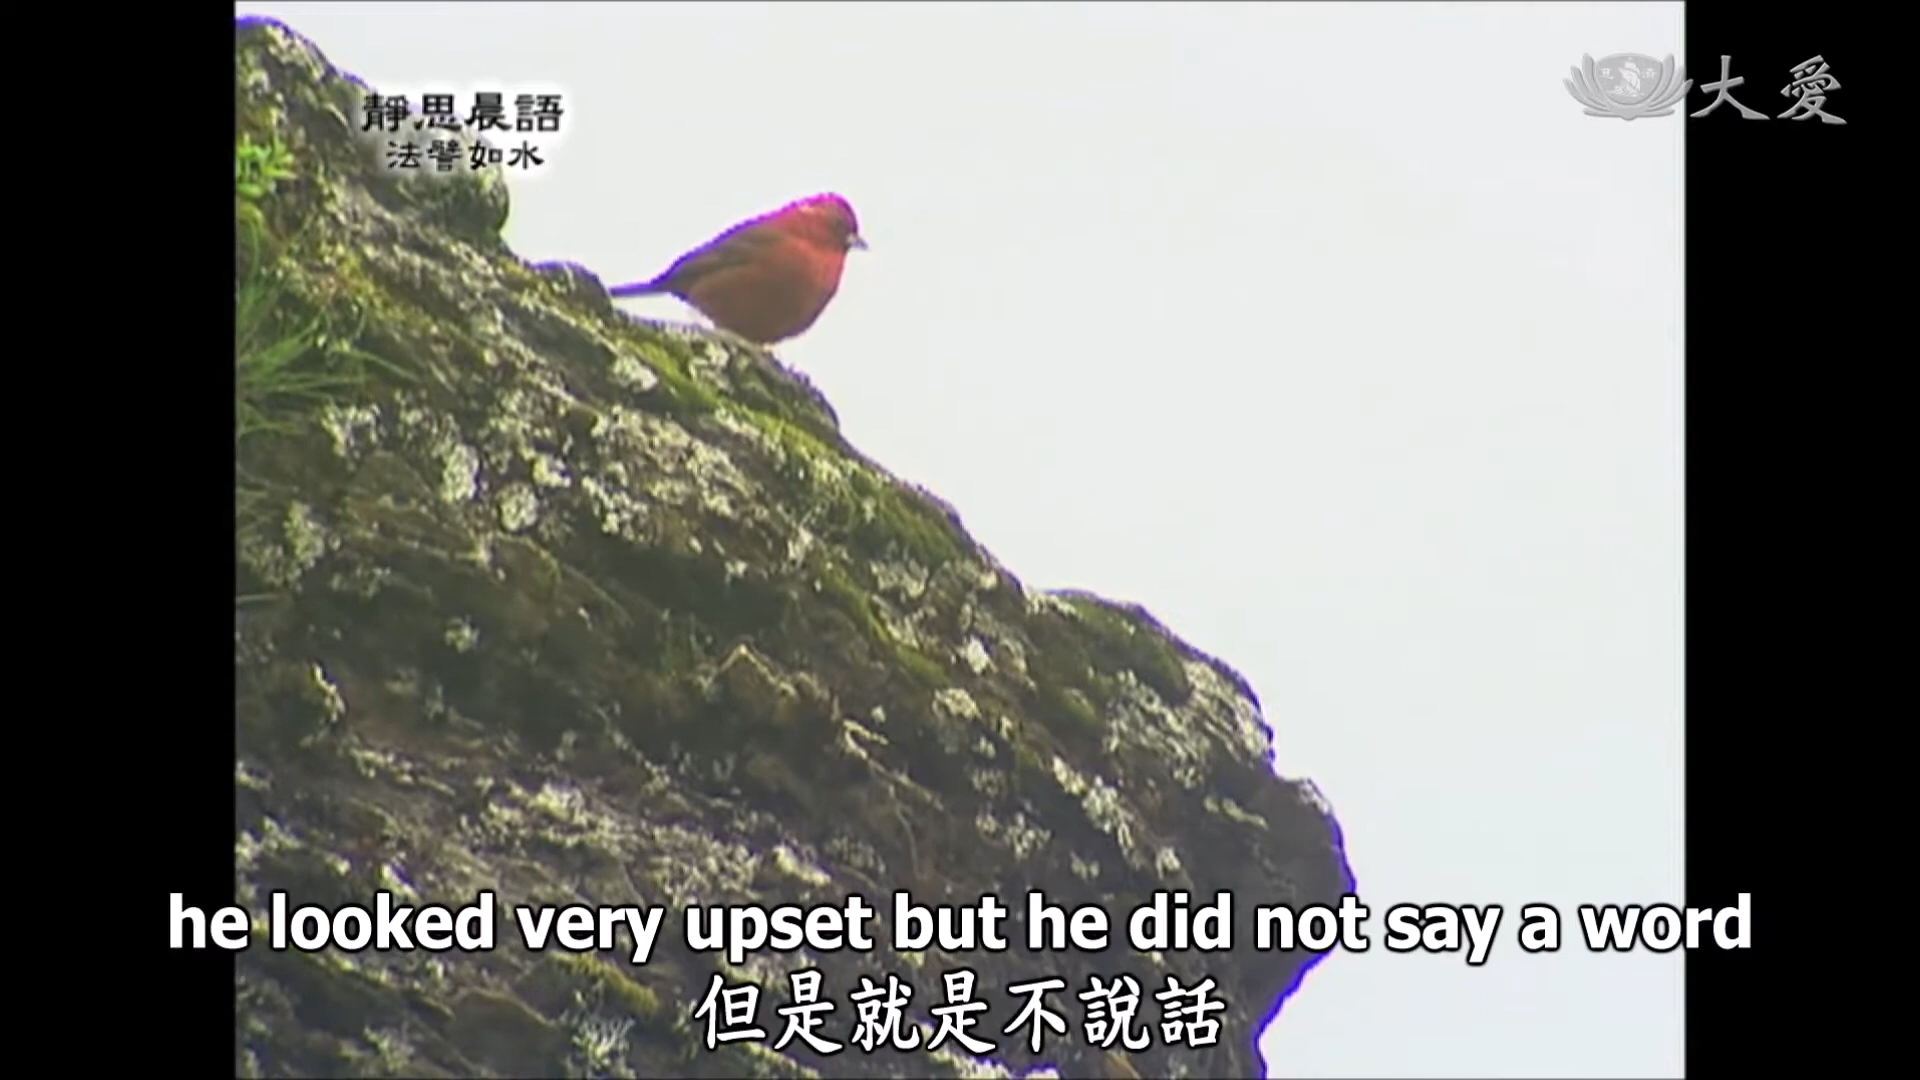 靜思晨語
法譬如水
大愛
he looked very upset but he did not say a word
但是就是不說話